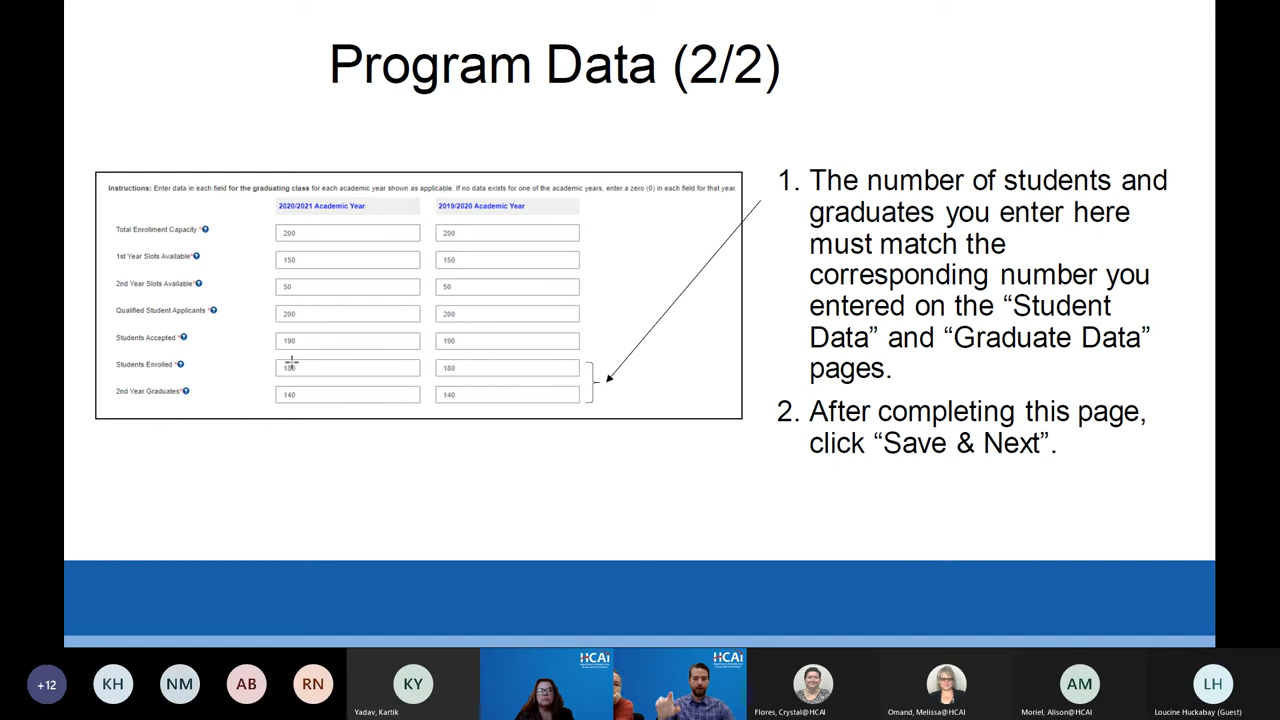 Program Data (2/2)
Instructions: Enter data in each field for the graduating class for each academic year shown as applicable. If no data exists for one of the academic years, enter a zero (0) in each field for that year.
2020/2021 Academic Year 2019/2020 Academic Year
Total Enrollment Capacity * 200 200
1st Year Slots Available* 150 150
2nd Year Slots Available* 50 50
Qualified Student Applicants * 200 200
Students Accepted * 190 190
Students Enrolled * 180 180
2nd Year Graduates* 140 140
1. The number of students and
graduates you enter here
must match the
corresponding number you
entered on the “Student
Data” and “Graduate Data”
pages.
2. After completing this page,
click “Save & Next”.
+12
KH
NM
AB
RN
KY
Yadav, Kartik
HCAi
HCAi
Flores, Crystal@HCAI
Omand, Melissa@HCAI
AM
Moriel, Alison@HCAI
LH
Loucine Huckabay (Guest)